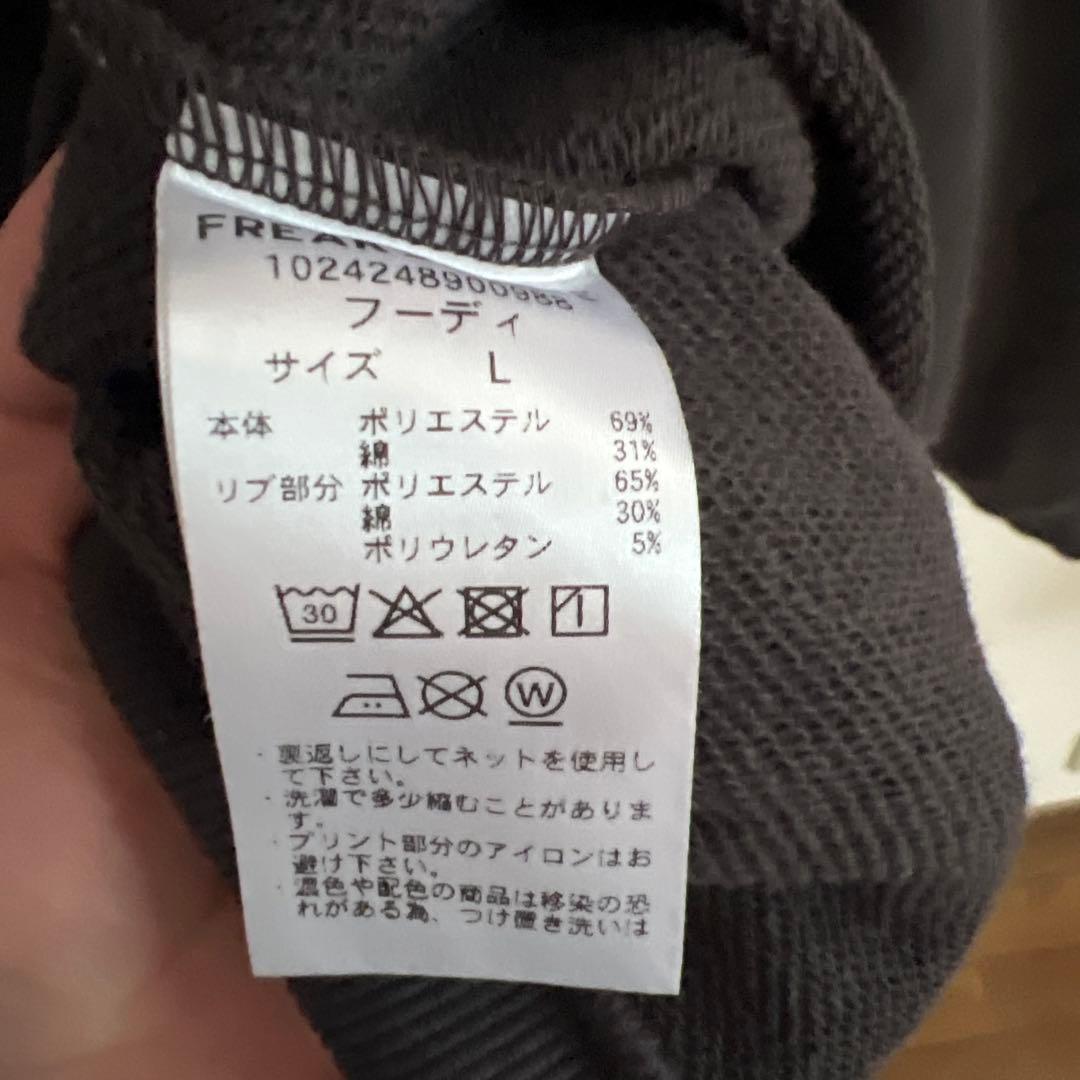 FREAK
1024248900988
フーディ
サイズ L
本体 ポリエステル 69%
綿 31%
リブ部分 ポリエステル 65%
綿 30%
ポリウレタン 5%
30
W
・裏返しにしてネットを使用し
て下さい。
・洗濯で多少縮むことがありま
す。
・プリント部分のアイロンはお
避け下さい。
・濃色や配色の商品は移染の恐
れがある為、つけ置き洗いは